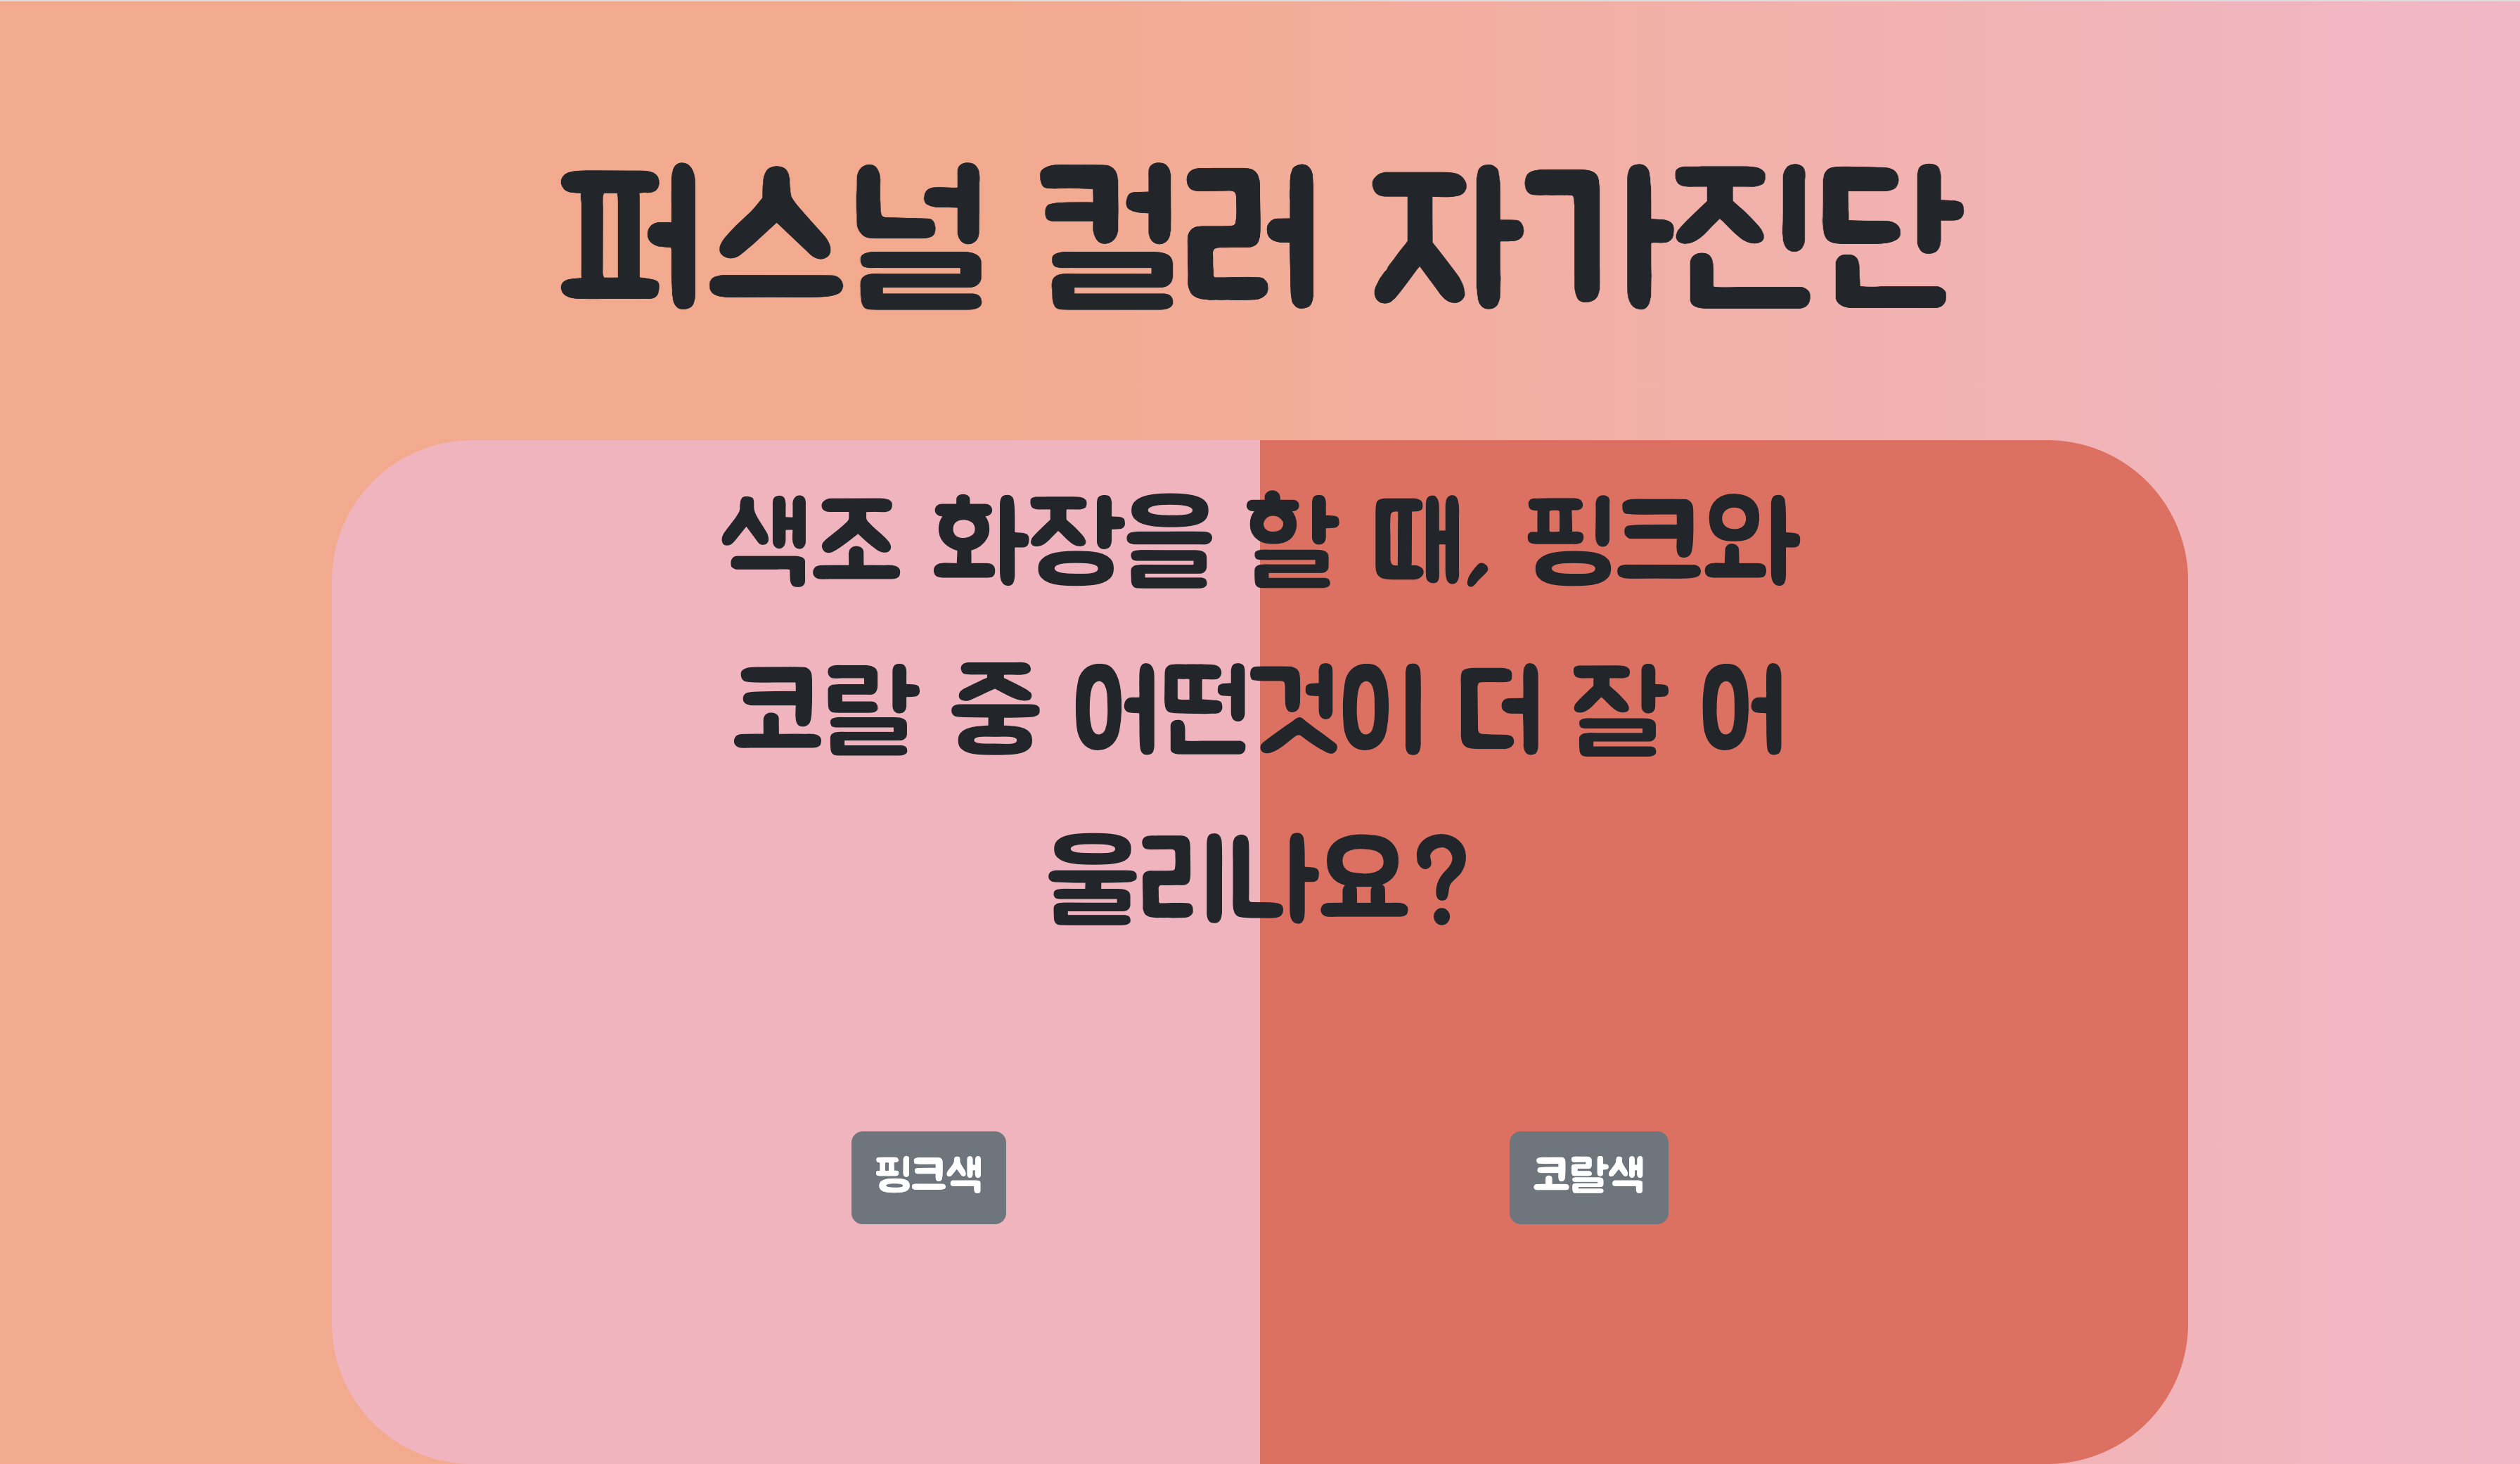 퍼스널 컬러 자가진단
색조 화장을 할 때, 핑크와
코랄 중 어떤것이 더 잘 어
울리나요?
핑크색
코랄색